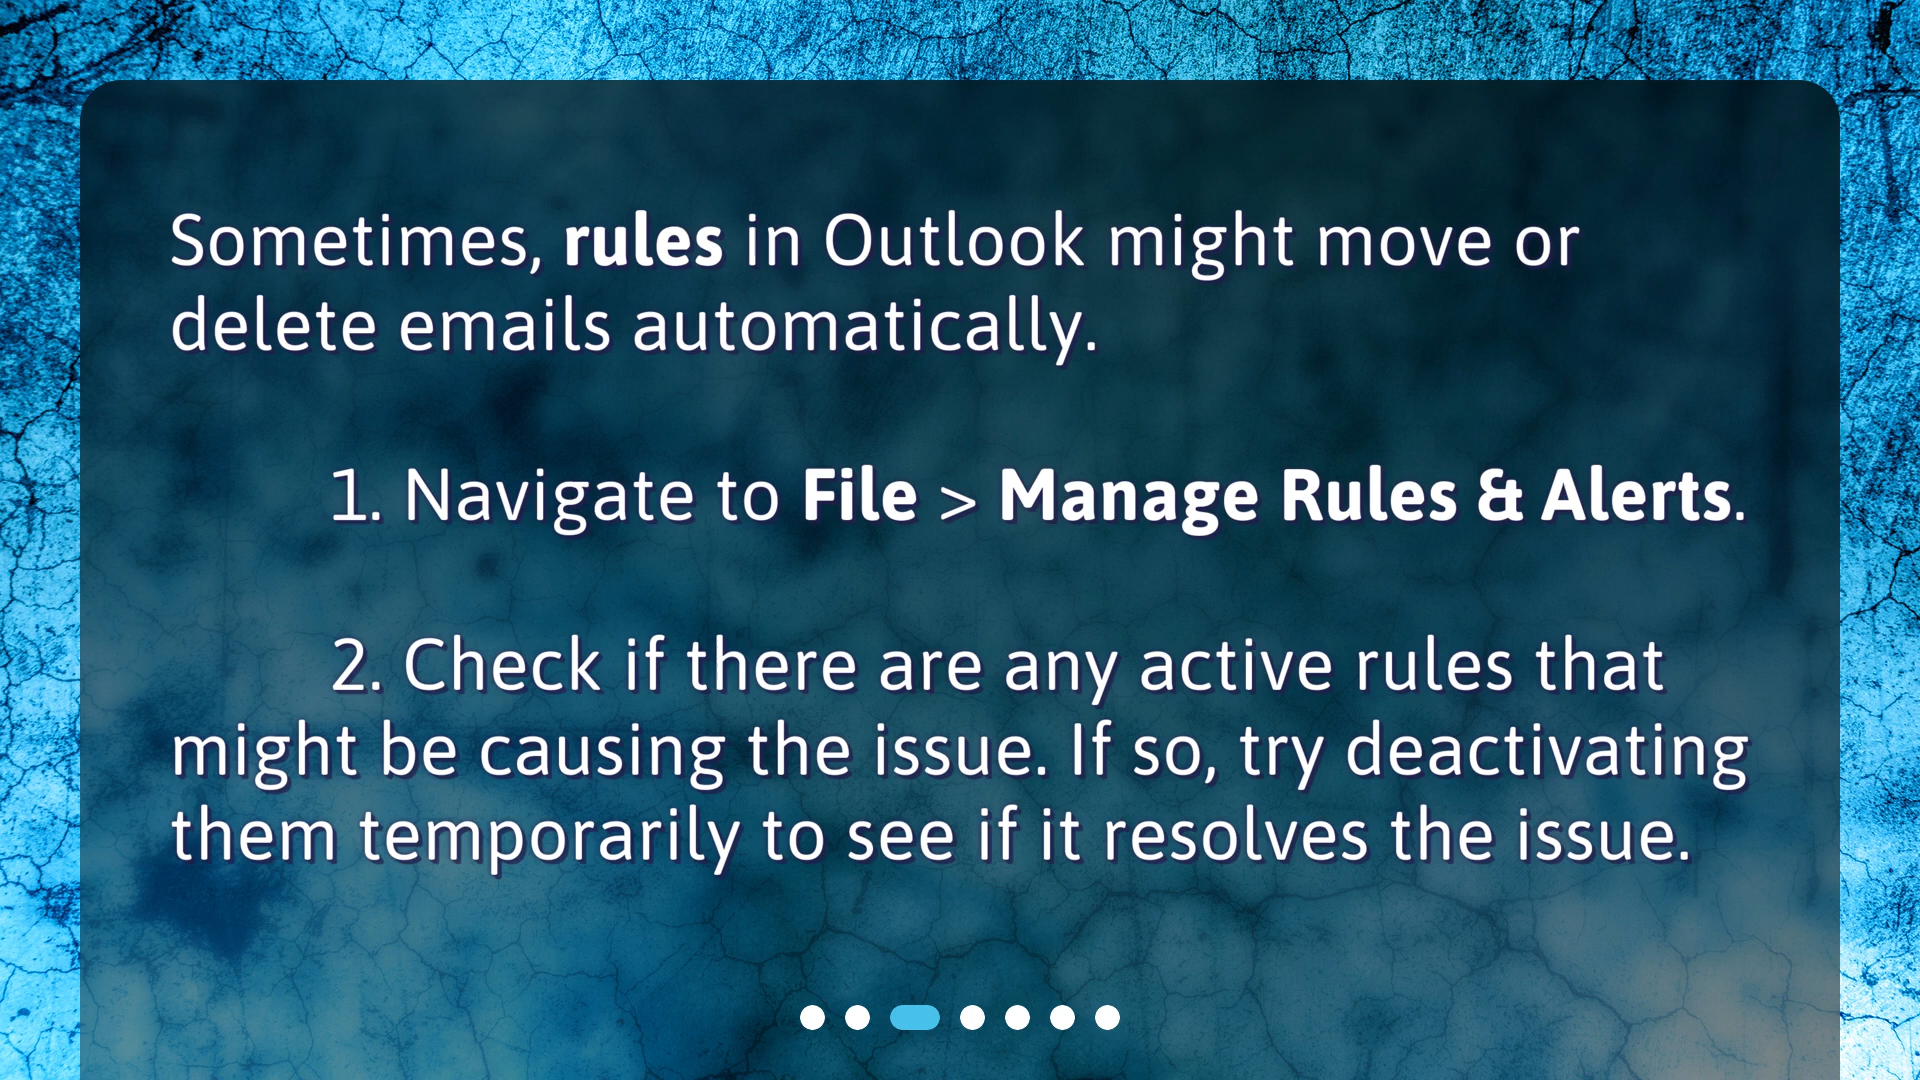 Sometimes, rules in Outlook might move or
delete emails automatically.
1. Navigate to File > Manage Rules & Alerts.
2. Check if there are any active rules that
might be causing the issue. If so, try deactivating
them temporarily to see if it resolves the issue.